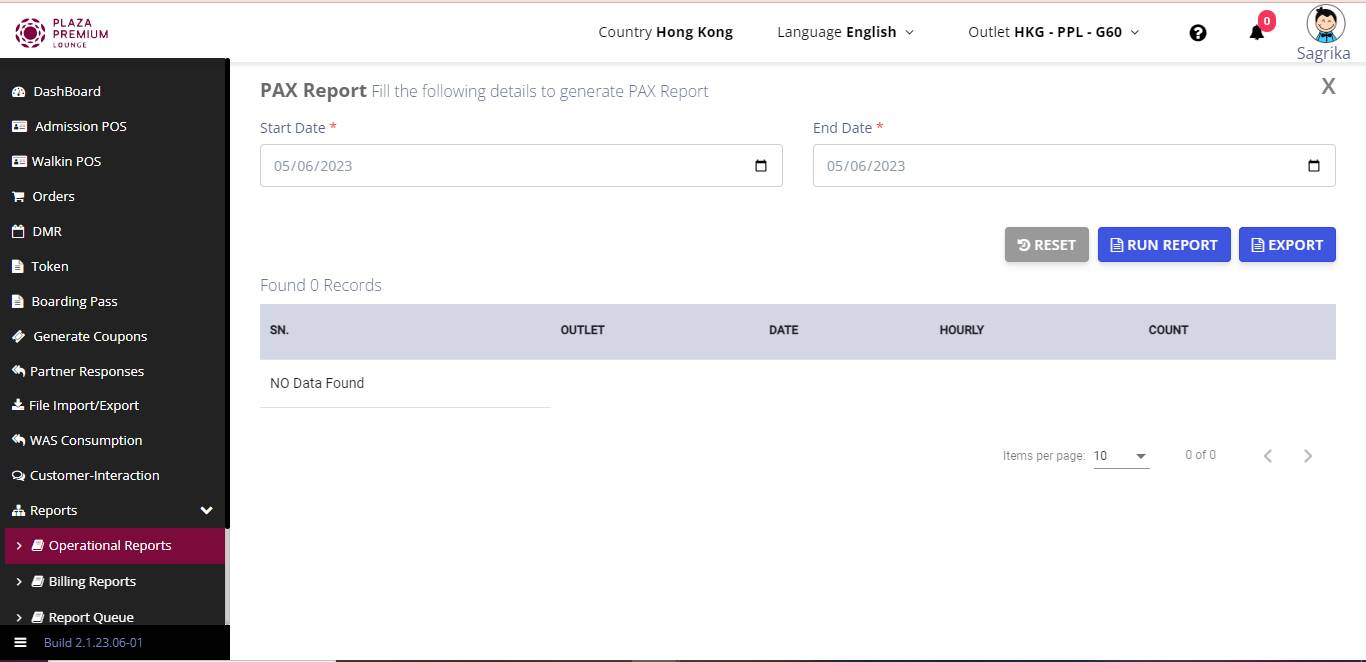 PLAZA
PREMIUM
LOUNGE
Country Hong Kong
Language English
Outlet HKG - PPL - G60
?
0
Sagrika
DashBoard
Admission POS
Walkin POS
Orders
DMR
Token
Boarding Pass
Generate Coupons
Partner Responses
File Import/Export
WAS Consumption
Customer-Interaction
Reports
Operational Reports
Billing Reports
Report Queue
Build 2.1.23.06-01
PAX Report Fill the following details to generate PAX Report
X
Start Date *
End Date *
05/06/2023
05/06/2023
RESET
RUN REPORT
EXPORT
Found 0 Records
SN. OUTLET DATE HOURLY COUNT
NO Data Found
Items per page: 10
0 of 0